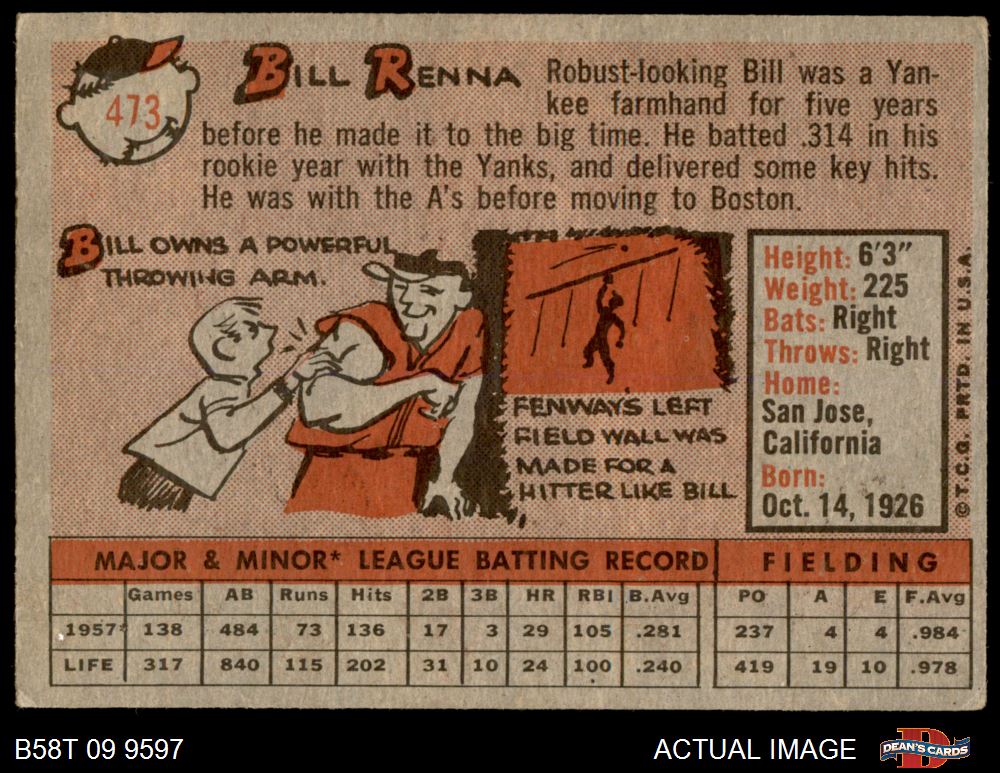 473
BILL RENNA
Robust-looking Bill was a Yan-
kee farmhand for five years
before he made it to the big time. He batted .314 in his
rookie year with the Yanks, and delivered some key hits.
He was with the A's before moving to Boston.
BILL OWNS A POWERFUL
THROWING ARM.
FENWAY'S LEFT
FIELD WALL WAS
MADE FOR A
HITTER LIKE BILL
Height: 6'3"
Weight: 225
Bats: Right
Throws: Right
Home:
San Jose,
California
Born:
Oct. 14, 1926
©T.C.G. PRTD. IN U.S.A.
MAJOR & MINOR* LEAGUE BATTING RECORD FIELDING
Games AB Runs Hits 2B 3B HR RBI B.Avg PO A E F.Avg
1957* 138 484 73 136 17 3 29 105 .281 237 4 4 .984
LIFE 317 840 115 202 31 10 24 100 .240 419 19 10 .978
B58T 09 9597 ACTUAL IMAGE DEAN'S CARDS